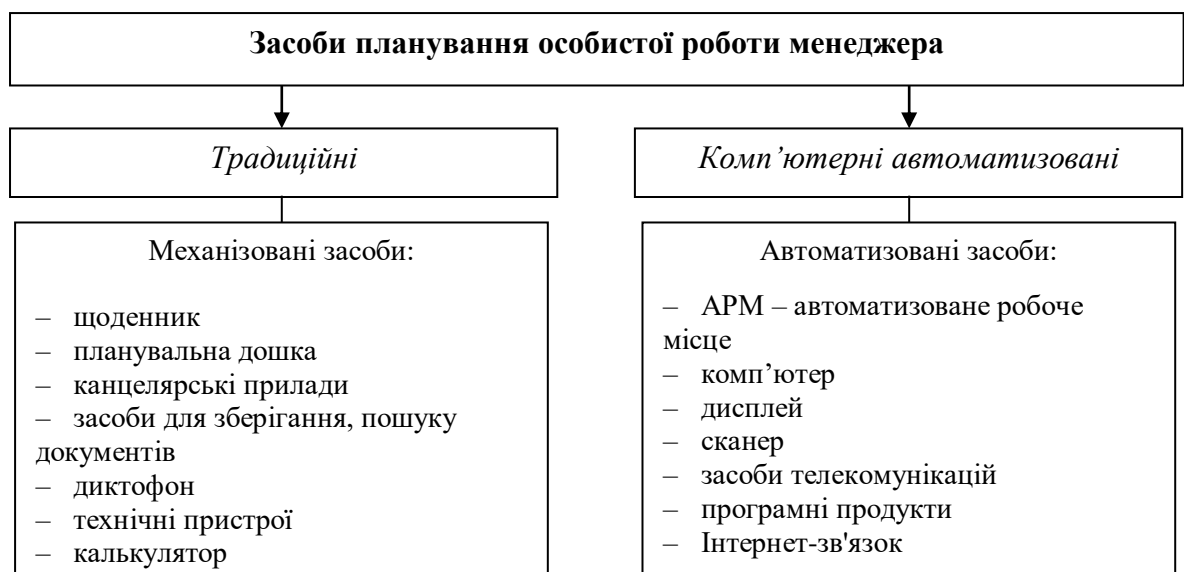 Засоби планування особистої роботи менеджера
Традиційні
Комп’ютерні автоматизовані
Механізовані засоби:
– щоденник
– планувальна дошка
– канцелярські прилади
– засоби для зберігання, пошуку
документів
– диктофон
– технічні пристрої
– калькулятор
Автоматизовані засоби:
– АРМ – автоматизоване робоче
місце
– комп’ютер
– дисплей
– сканер
– засоби телекомунікацій
– програмні продукти
– Інтернет-зв'язок